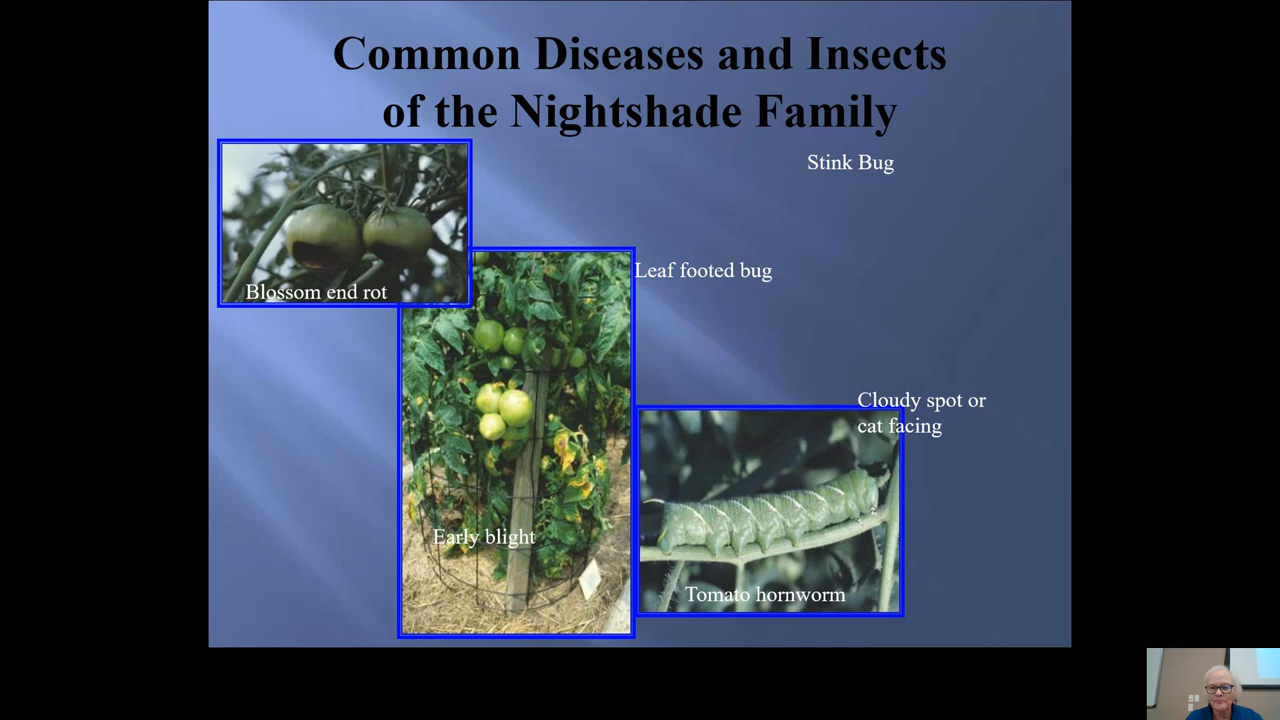 Common Diseases and Insects
of the Nightshade Family
Stink Bug
Leaf footed bug
Blossom end rot
Cloudy spot or
cat facing
Early blight
Tomato hornworm